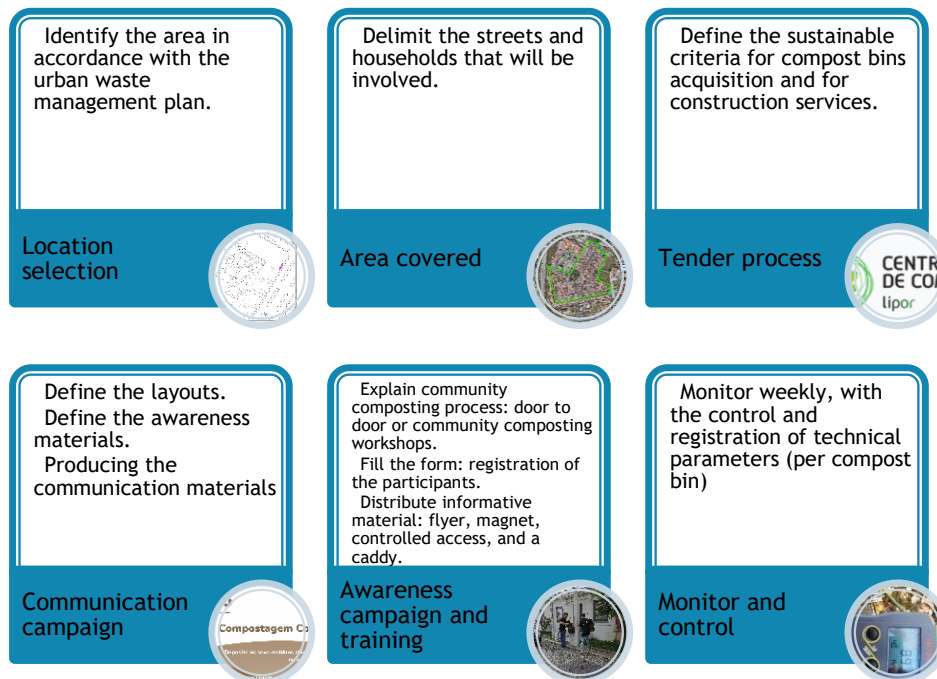 Identify the area in
accordance with the
urban waste
management plan.
Location
selection
Delimit the streets and
households that will be
involved.
Area covered
Define the sustainable
criteria for compost bins
acquisition and for
construction services.
Tender process
CENTR
DE CO
lipor
Define the layouts.
Define the awareness
materials.
Producing the
communication materials
Communication
campaign
Compostagem Co
Explain community
composting process: door to
door or community composting
workshops.
Fill the form: registration of
the participants.
Distribute informative
material: flyer, magnet,
controlled access, and a
caddy.
Awareness
campaign and
training
Monitor weekly, with
the control and
registration of technical
parameters (per compost
bin)
Monitor and
control